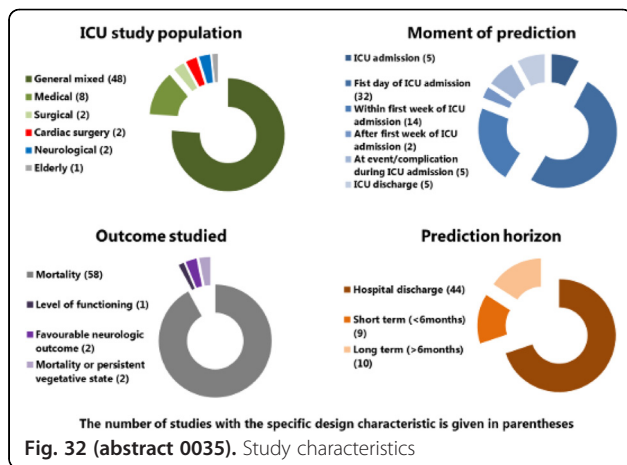 ICU study population
General mixed (48)
Medical (8)
Surgical (2)
Cardiac surgery (2)
Neurological (2)
Elderly (1)
Moment of prediction
ICU admission (5)
Fist day of ICU admission
(32)
Within first week of ICU
admission (14)
After first week of ICU
admission (2)
At event/complication
during ICU admission (5)
ICU discharge (5)
Outcome studied
Mortality (58)
Level of functioning (1)
Favourable neurologic
outcome (2)
Mortality or persistent
vegetative state (2)
Prediction horizon
Hospital discharge (44)
Short term (<6months)
(9)
Long term (>6months)
(10)
The number of studies with the specific design characteristic is given in parentheses
Fig. 32 (abstract 0035). Study characteristics